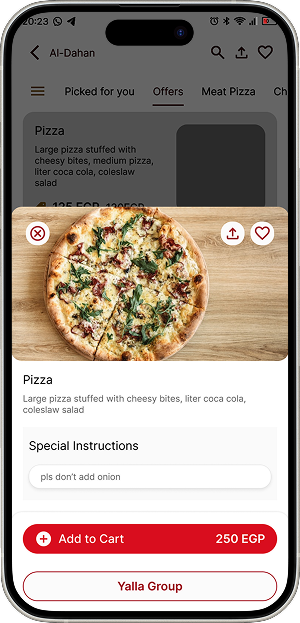 20:23
Al-Dahan
Picked for you Offers Meat Pizza Ch
Pizza
Large pizza stuffed with
cheesy bites, medium pizza,
liter coca cola, coleslaw
salad
125 EGP 130EGP
Pizza
Large pizza stuffed with cheesy bites, liter coca cola,
coleslaw salad
Special Instructions
pls don't add onion
Add to Cart 250 EGP
Yalla Group